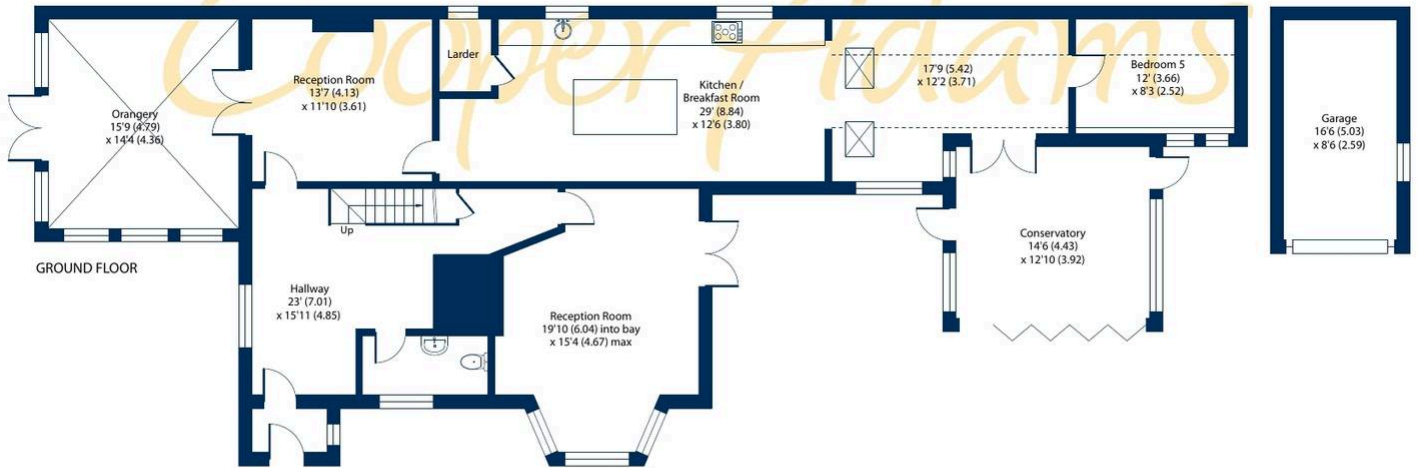 Cooper Adams
Orangery
15'9 (4.79)
x 14'4 (4.36)
Reception Room
13'7 (4.13)
x 11'10 (3.61)
Larder
Kitchen /
Breakfast Room
29' (8.84)
x 12'6 (3.80)
17'9 (5.42)
x 12'2 (3.71)
Bedroom 5
12' (3.66)
x 8'3 (2.52)
Garage
16'6 (5.03)
x 8'6 (2.59)
Up
GROUND FLOOR
Hallway
23' (7.01)
x 15'11 (4.85)
Reception Room
19'10 (6.04) into bay
x 15'4 (4.67) max
Conservatory
14'6 (4.43)
x 12'10 (3.92)